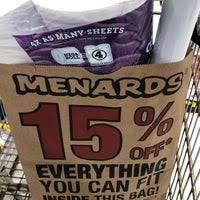 4X AS MANY SHEETS
4
MENARDS
15%
OFF*
EVERYTHING
YOU CAN FIT
INSIDE THIS BAG!